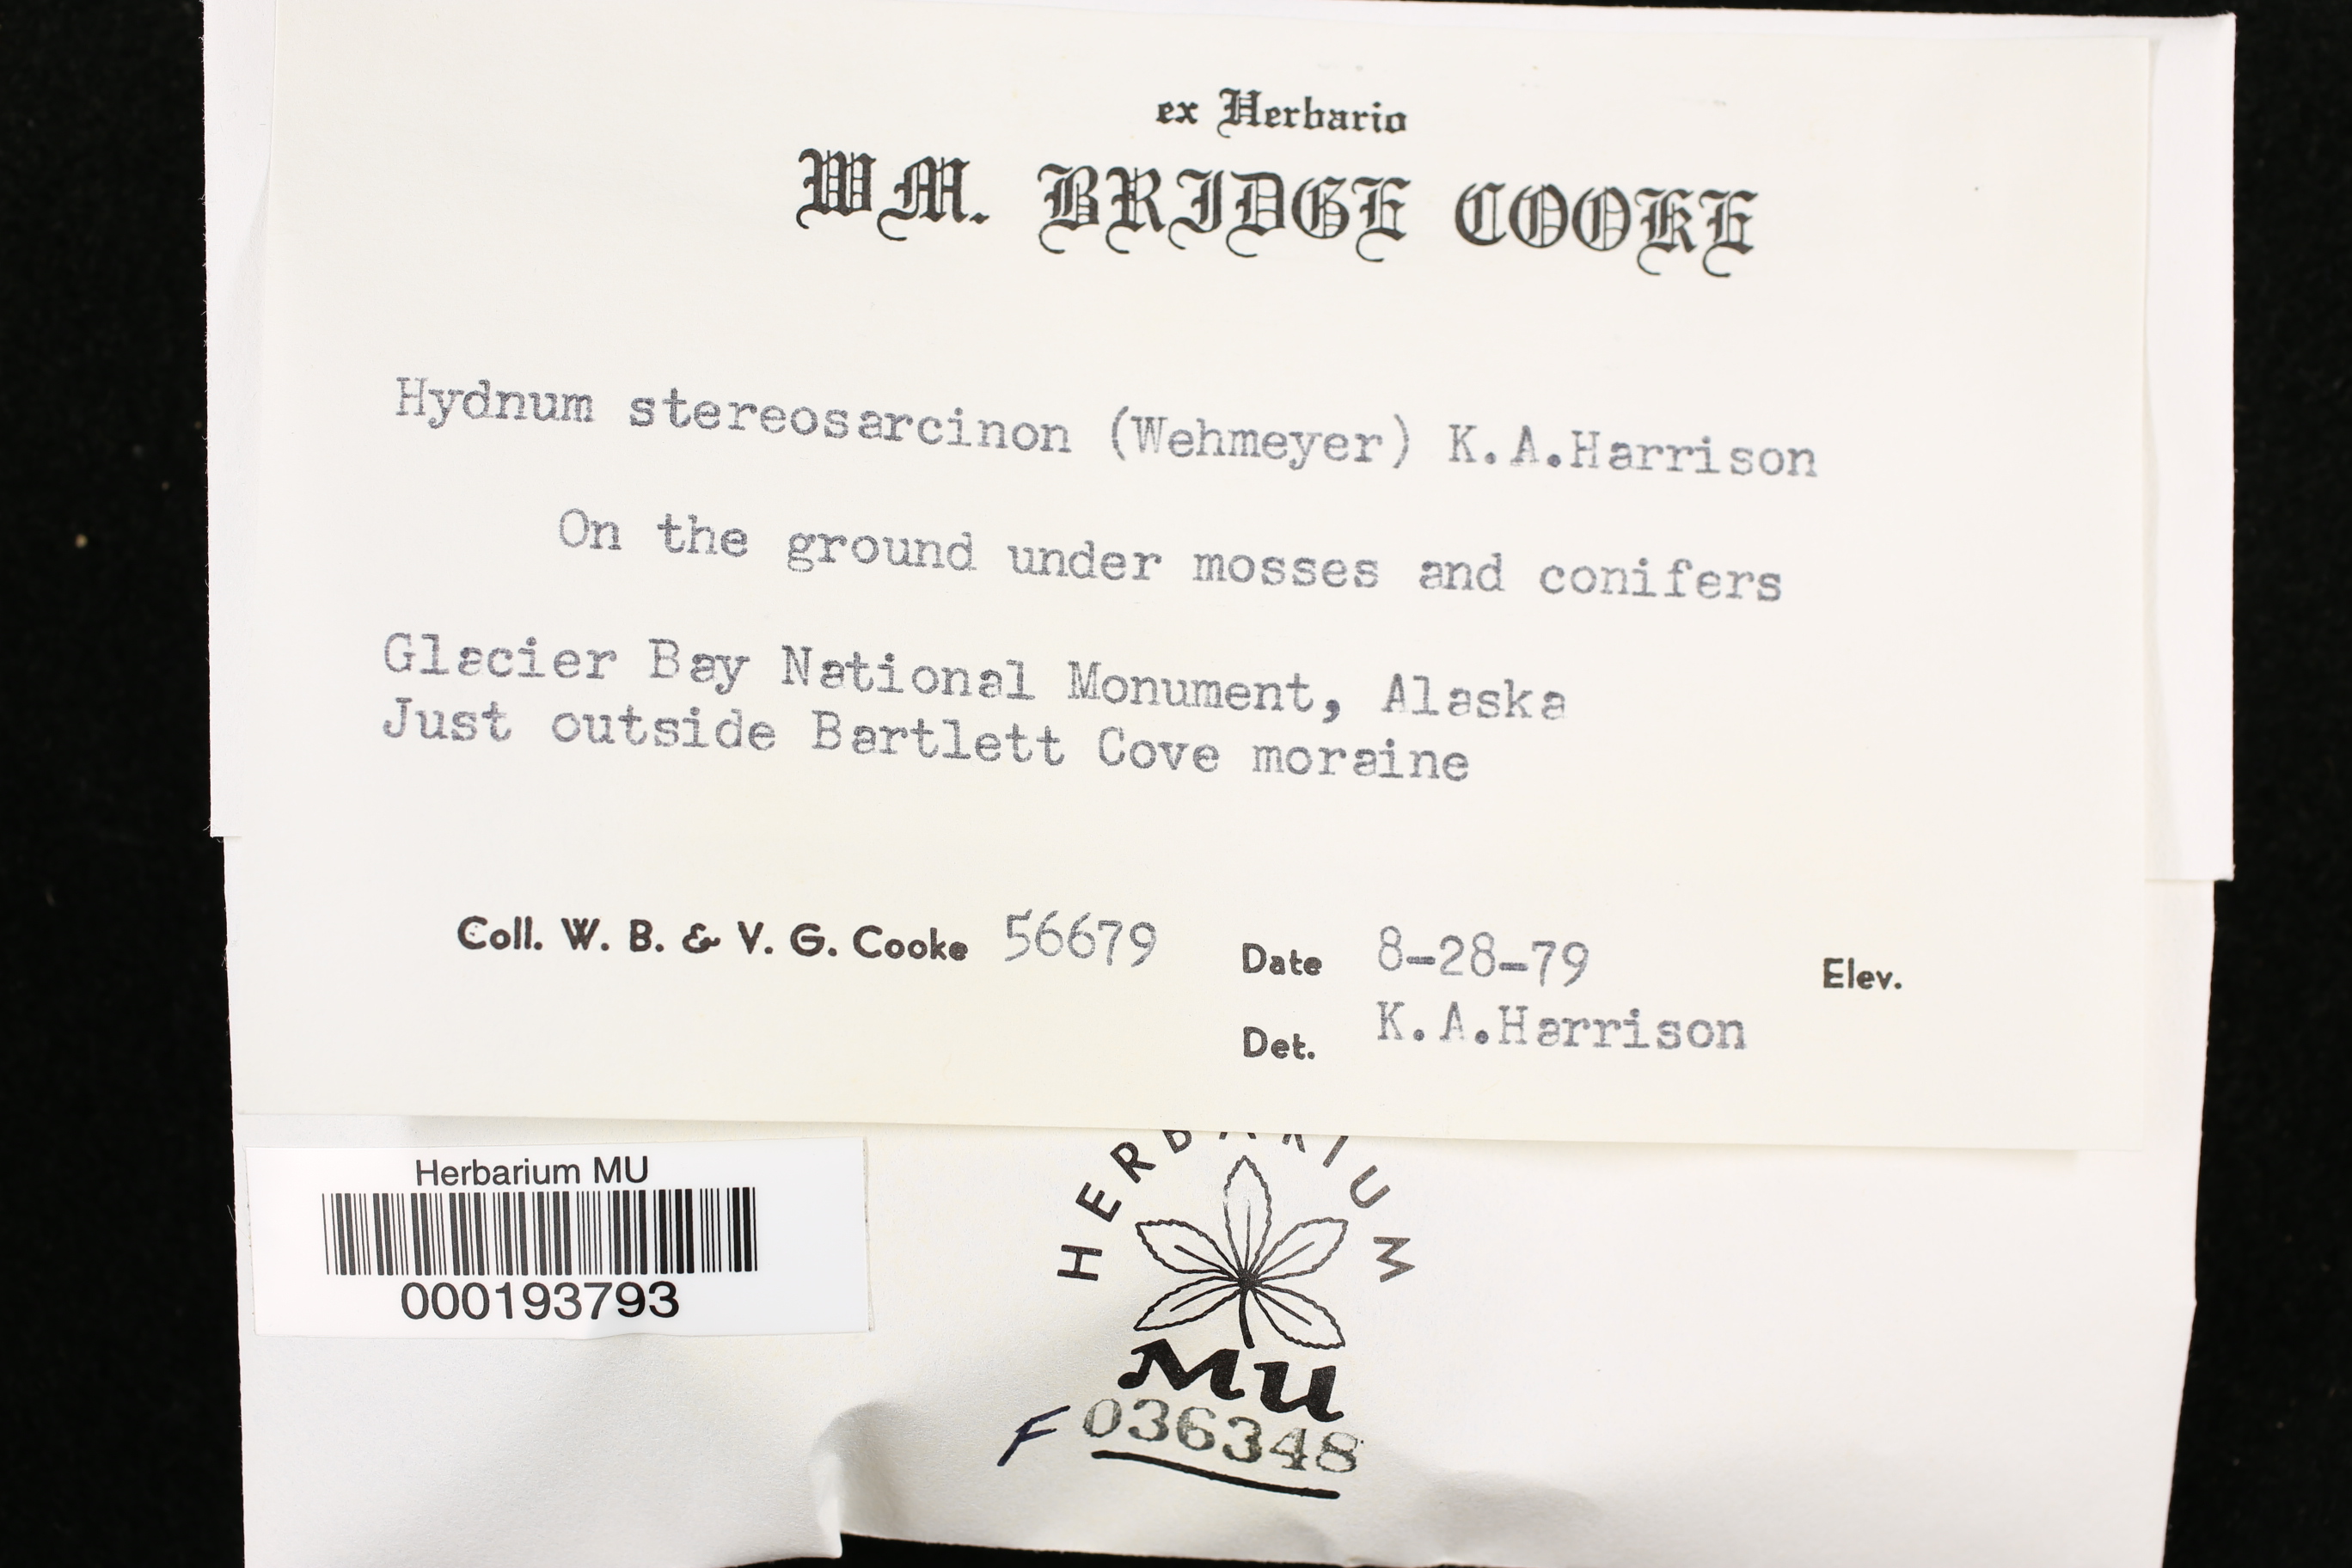 ex Herbario
WM. BRIDGE COOKE
Hydnum stereosarcinon (Wehmeyer) K.A.Harrison
On the ground under mosses and conifers
Glacier Bay National Monument, Alaska
Just outside Bartlett Cove moraine
Coll. W. B. & V. G. Cooke 56679 Date 8-28-79 Elev.
Det. K.A.Harrison
Herbarium MU
000193793
HERBARIUM
MU
F 036348